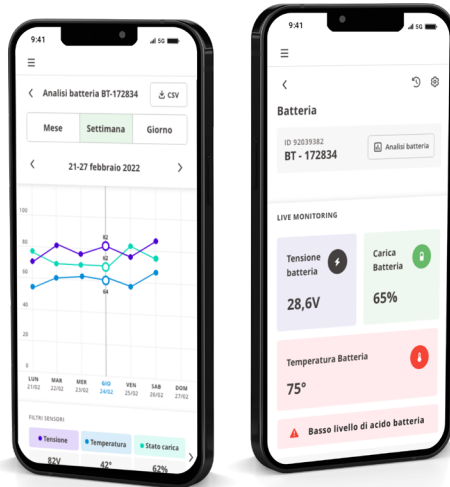 9:41
5G
Analisi batteria BT-172834
CSV
Mese
Settimana
Giorno
21-27 febbraio 2022
100
80
60
40
20
0
82
62
64
LUN
21/02
MAR
22/02
MER
23/02
GIO
24/02
VEN
25/02
SAB
26/02
DOM
27/02
FILTRI SENSORI
Tensione
Temperatura
Stato carica
82V
42°
62%
9:41
5G
Batteria
ID 92039382
BT - 172834
Analisi batteria
LIVE MONITORING
Tensione
batteria
28,6V
Carica
Batteria
65%
Temperatura Batteria
75°
Basso livello di acido batteria